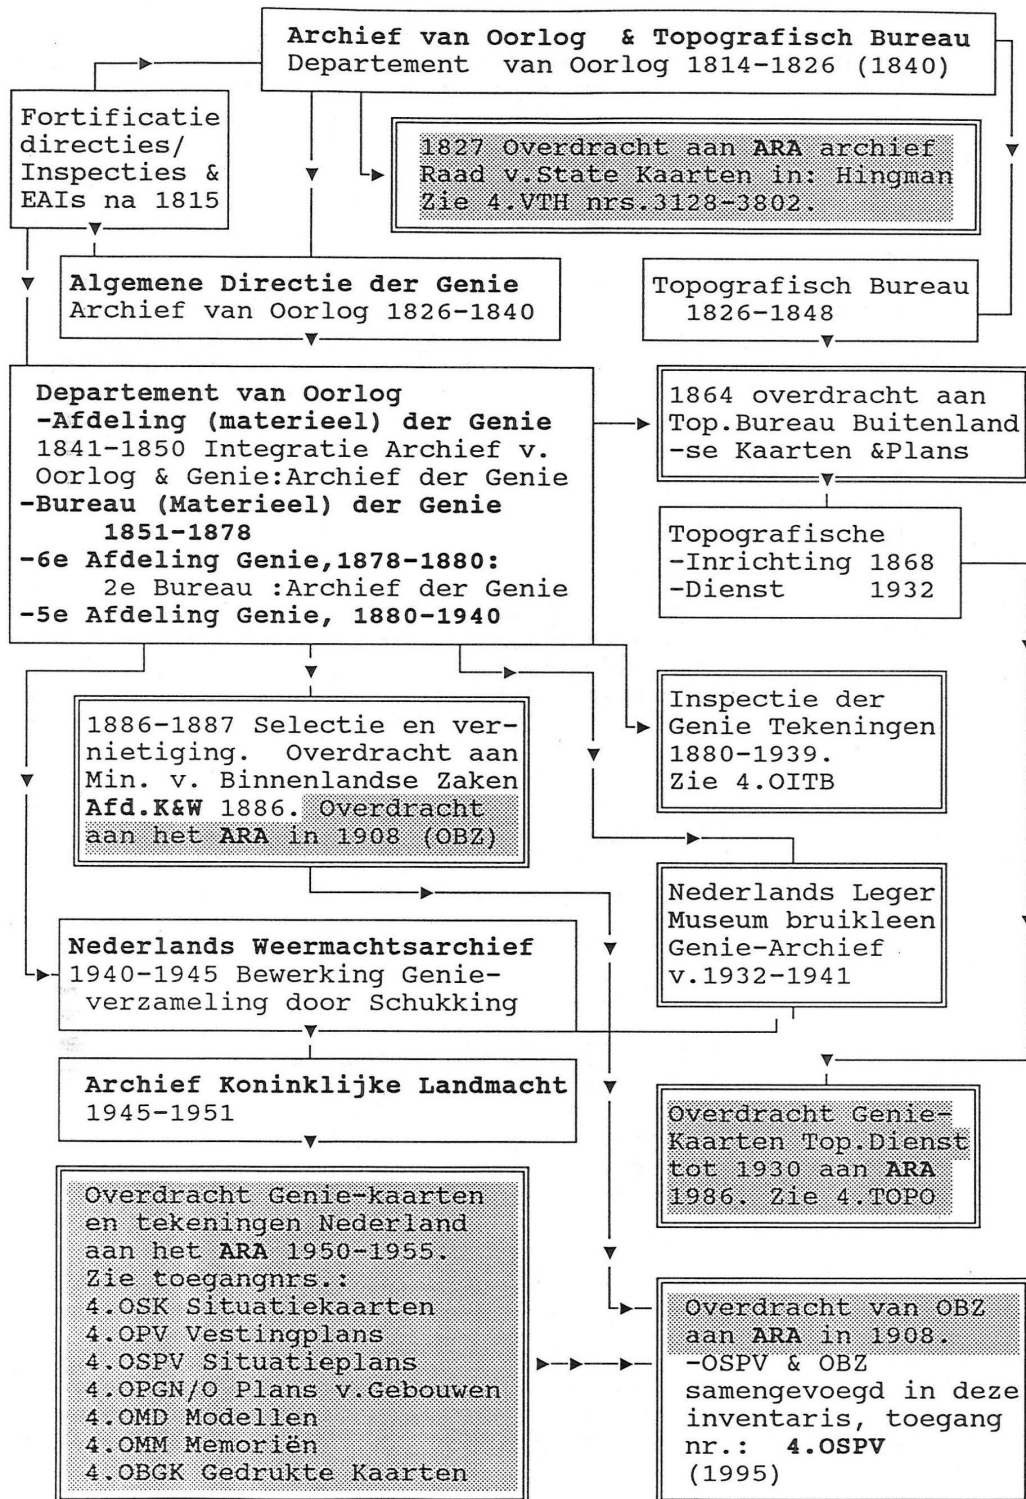 Archief van Oorlog & Topografisch Bureau
Departement van Oorlog 1814-1826 (1840)
Fortificatie
directies/
Inspecties &
EAIs na 1815
1827 Overdracht aan ARA archief
Raad v.State Kaarten in: Hingman
Zie 4.VTH nrs.3128-3802.
Algemene Directie der Genie
Archief van Oorlog 1826-1840
Topografisch Bureau
1826-1848
Departement van Oorlog
-Afdeling (materieel) der Genie
1841-1850 Integratie Archief v.
Oorlog & Genie:Archief der Genie
-Bureau (Materieel) der Genie
1851-1878
-6e Afdeling Genie,1878-1880:
2e Bureau :Archief der Genie
-5e Afdeling Genie, 1880-1940
1864 overdracht aan
Top.Bureau Buitenland
-se Kaarten &Plans
Topografische
-Inrichting 1868
-Dienst 1932
1886-1887 Selectie en ver-
nietiging. Overdracht aan
Min. v. Binnenlandse Zaken
Afd.K&W 1886. Overdracht
aan het ARA in 1908 (OBZ)
Inspectie der
Genie Tekeningen
1880-1939.
Zie 4.OITB
Nederlands Leger
Museum bruikleen
Genie-Archief
v.1932-1941
Nederlands Weermachtsarchief
1940-1945 Bewerking Genie-
verzameling door Schukking
Archief Koninklijke Landmacht
1945-1951
Overdracht Genie-
Kaarten Top.Dienst
tot 1930 aan ARA
1986. Zie 4.TOPO
Overdracht Genie-kaarten
en tekeningen Nederland
aan het ARA 1950-1955.
Zie toegangnrs.:
4.OSK Situatiekaarten
4.OPV Vestingplans
4.OSPV Situatieplans
4.OPGN/O Plans v.Gebouwen
4.OMD Modellen
4.OMM Memoriën
4.OBGK Gedrukte Kaarten
Overdracht van OBZ
aan ARA in 1908.
-OSPV & OBZ
samengevoegd in deze
inventaris, toegang
nr.: 4.OSPV
(1995)